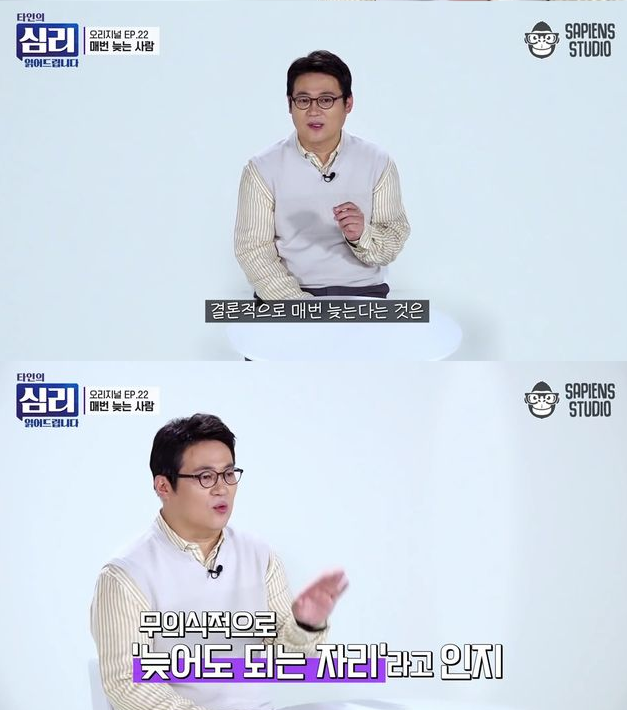 타인의
심리
읽어드립니다
오리지널 EP.22
매번 늦는 사람
SAPIENS
STUDIO
결론적으로 매번 늦는다는 것은
타인의
심리
읽어드립니다
오리지널 EP.22
매번 늦는 사람
SAPIENS
STUDIO
무의식적으로
'늦어도 되는 자리'라고 인지